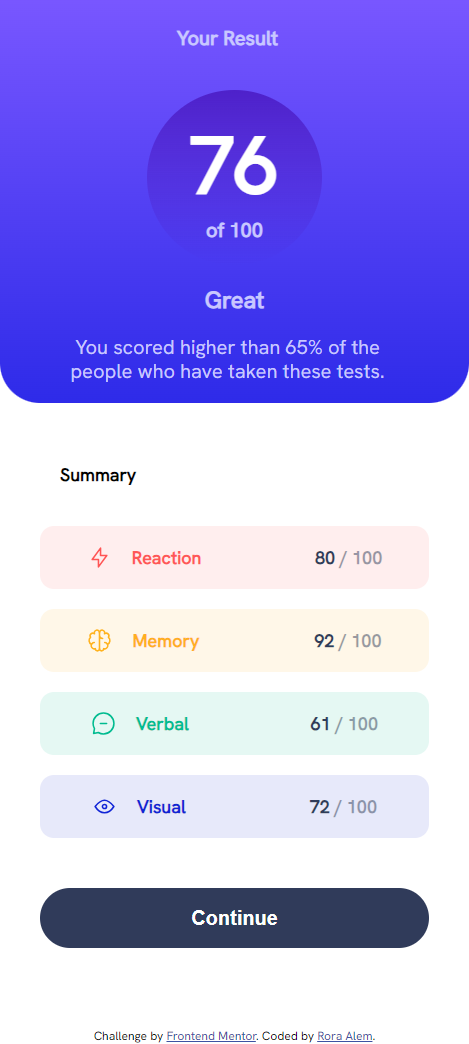 Your Result
76
of 100
Great
You scored higher than 65% of the
people who have taken these tests.
Summary
Reaction 80 / 100
Memory 92 / 100
Verbal 61 / 100
Visual 72 / 100
Continue
Challenge by Frontend Mentor. Coded by Rora Alem.